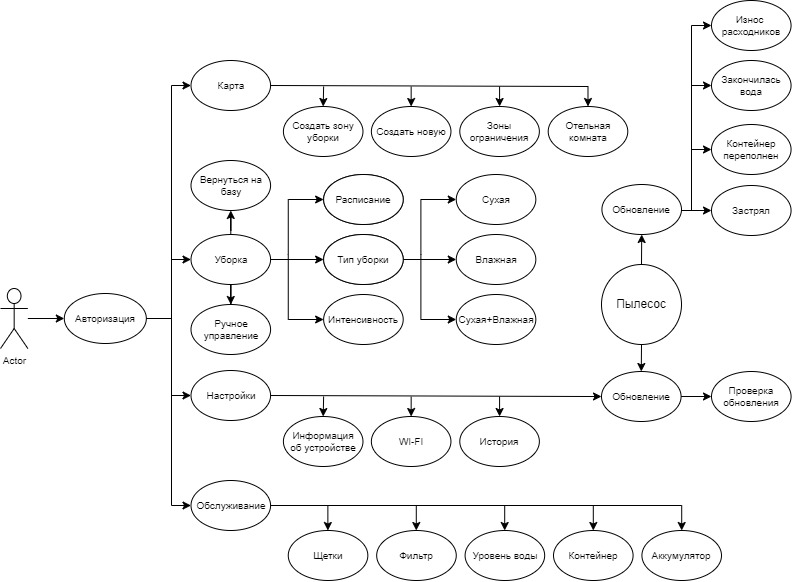 Износ
расходников
Карта
Закончилась
вода
Создать зону
уборки
Создать новую
Зоны
ограничения
Отельная
комната
Контейнер
переполнен
Вернуться на
базу
Расписание
Сухая
Обновление
Застрял
Уборка
Тип уборки
Влажная
Пылесос
Авторизация
Ручное
управление
Интенсивность
Сухая+Влажная
Actor
Настройки
Обновление
Проверка
обновления
Информация
об устройстве
WI-FI
История
Обслуживание
Щетки
Фильтр
Уровень воды
Контейнер
Аккумулятор